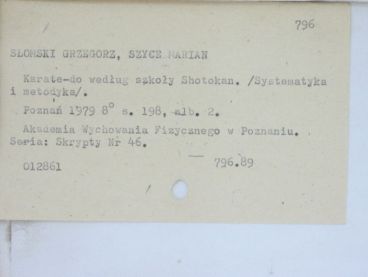 796
SŁOMSKI GRZEGORZ, SZYCE MARIAN
Karate-do według szkoły Shotokan. /Systematyka
i metodyka/.
Poznań 1979 8° s. 198, alb. 2.
Akademia Wychowania Fizycznego w Poznaniu.
Seria: Skrypty Nr 46.
— 796.89
012861